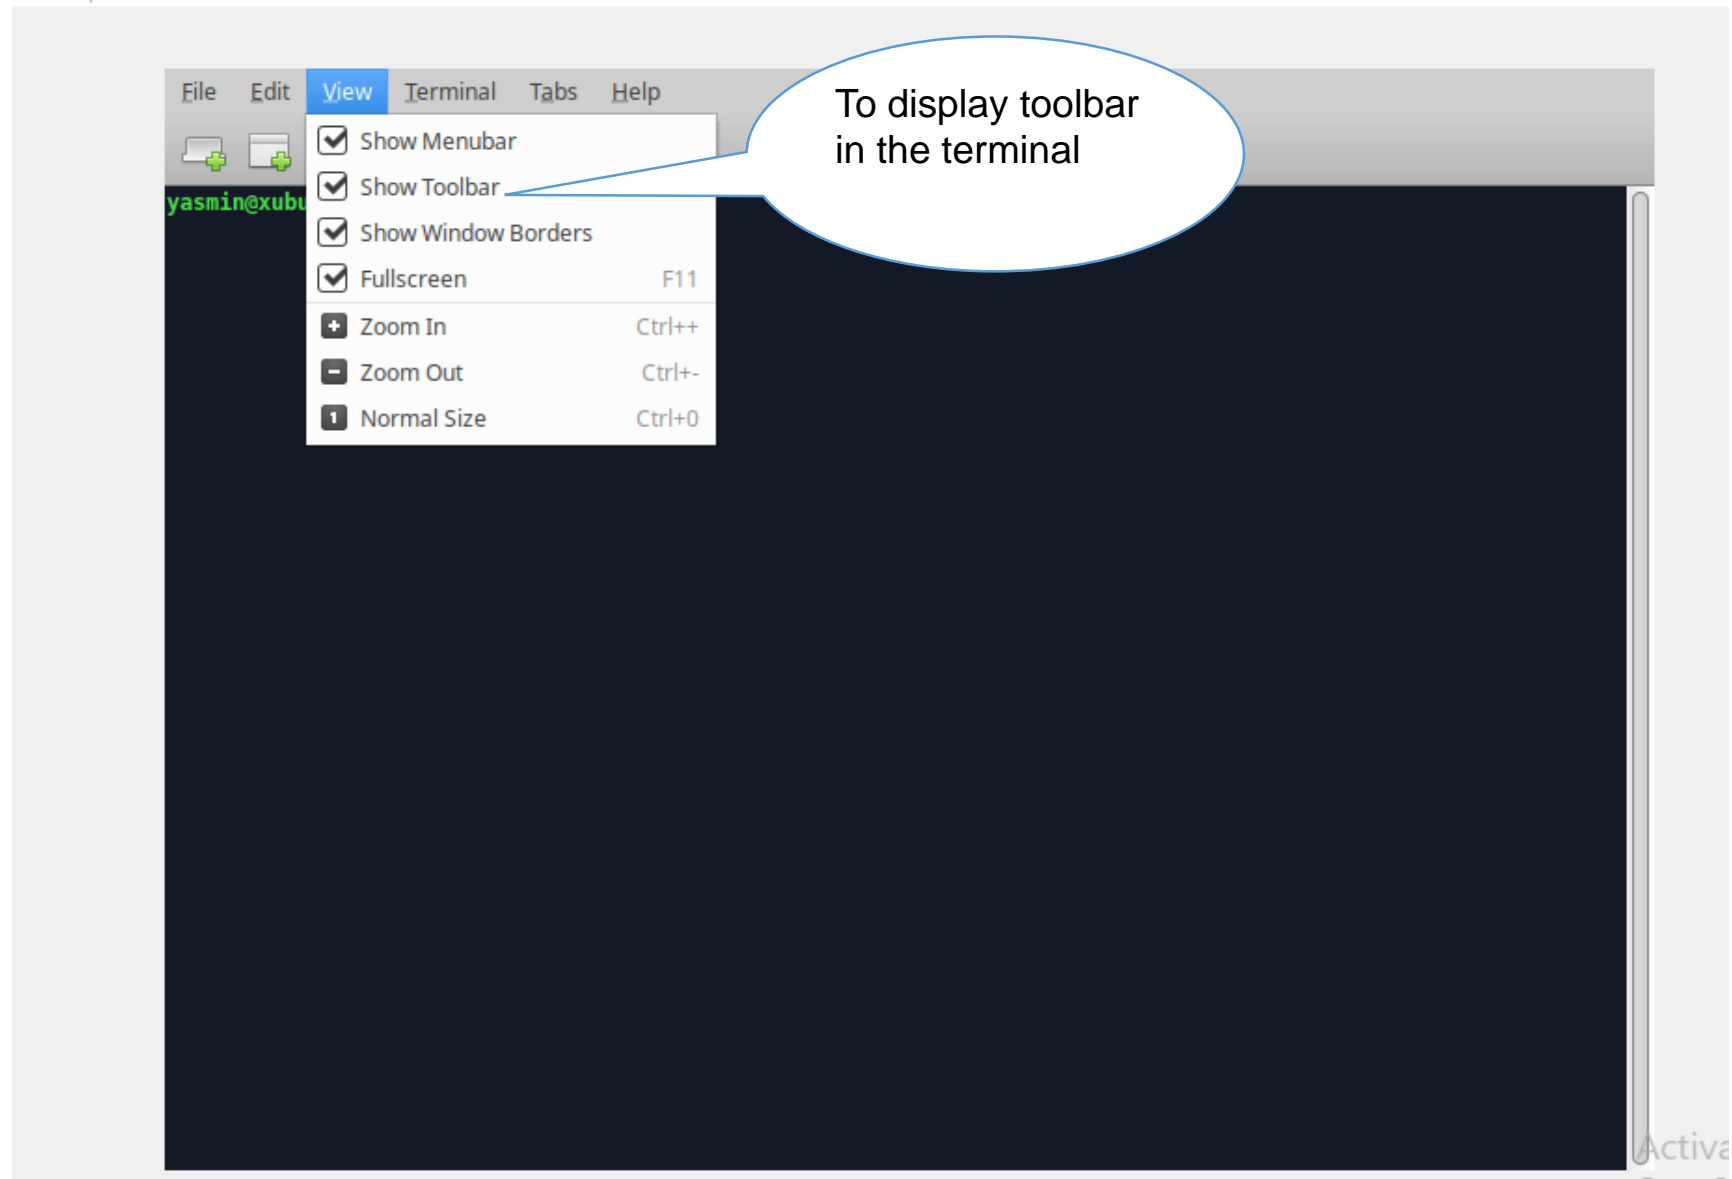 File Edit View Terminal Tabs Help
To display toolbar
in the terminal
Show Menubar
Show Toolbar
yasmin@xubu
Show Window Borders
Fullscreen F11
Zoom In Ctrl++
Zoom Out Ctrl+-
Normal Size Ctrl+0
Activa